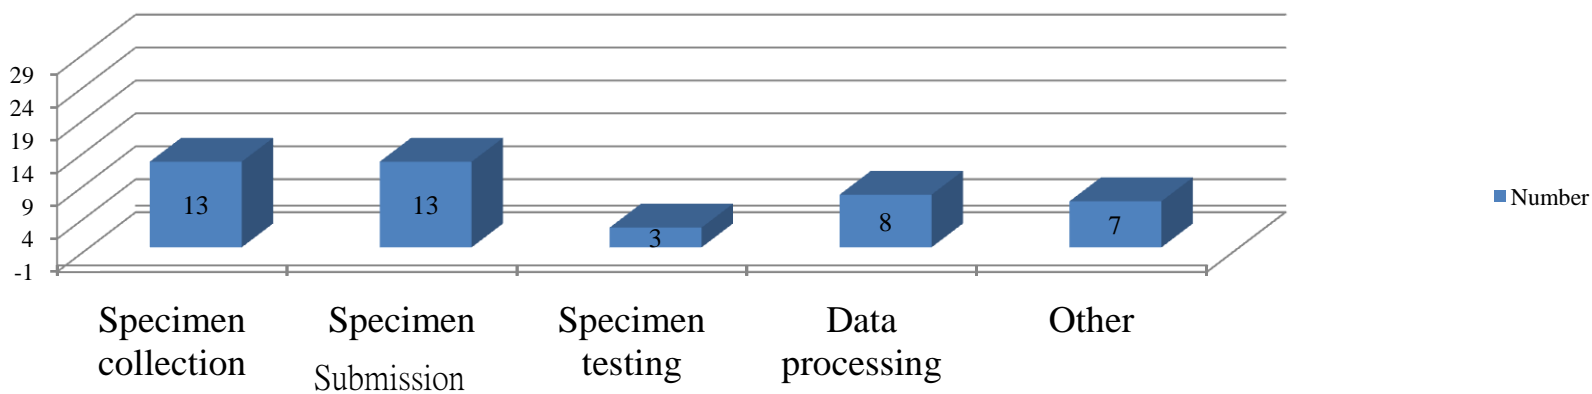 29
24
19
14
9
4
-1
13
13
3
8
7
Number
Specimen
collection
Specimen
Submission
Specimen
testing
Data
processing
Other